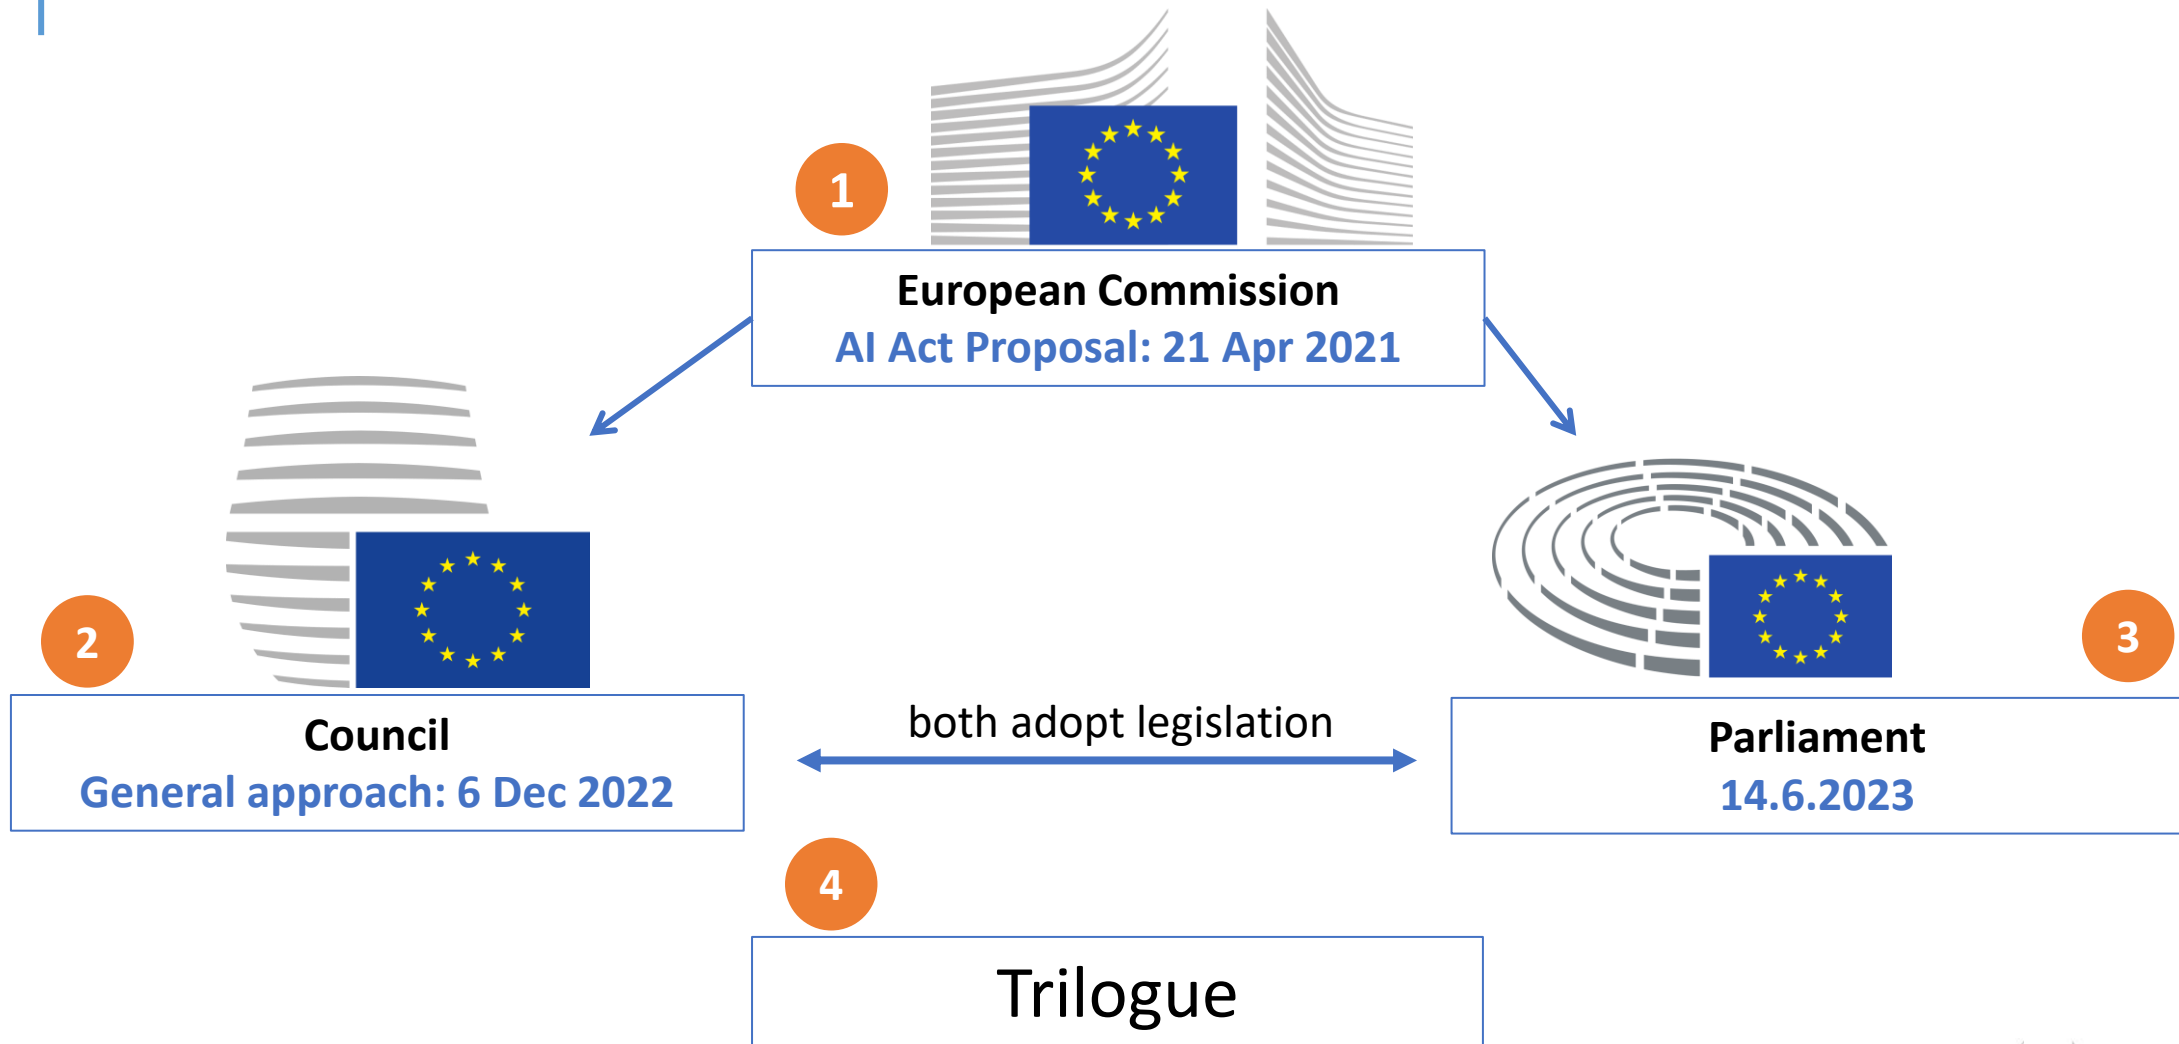 1
European Commission
AI Act Proposal: 21 Apr 2021
2
Council
General approach: 6 Dec 2022
both adopt legislation
3
Parliament
14.6.2023
4
Trilogue